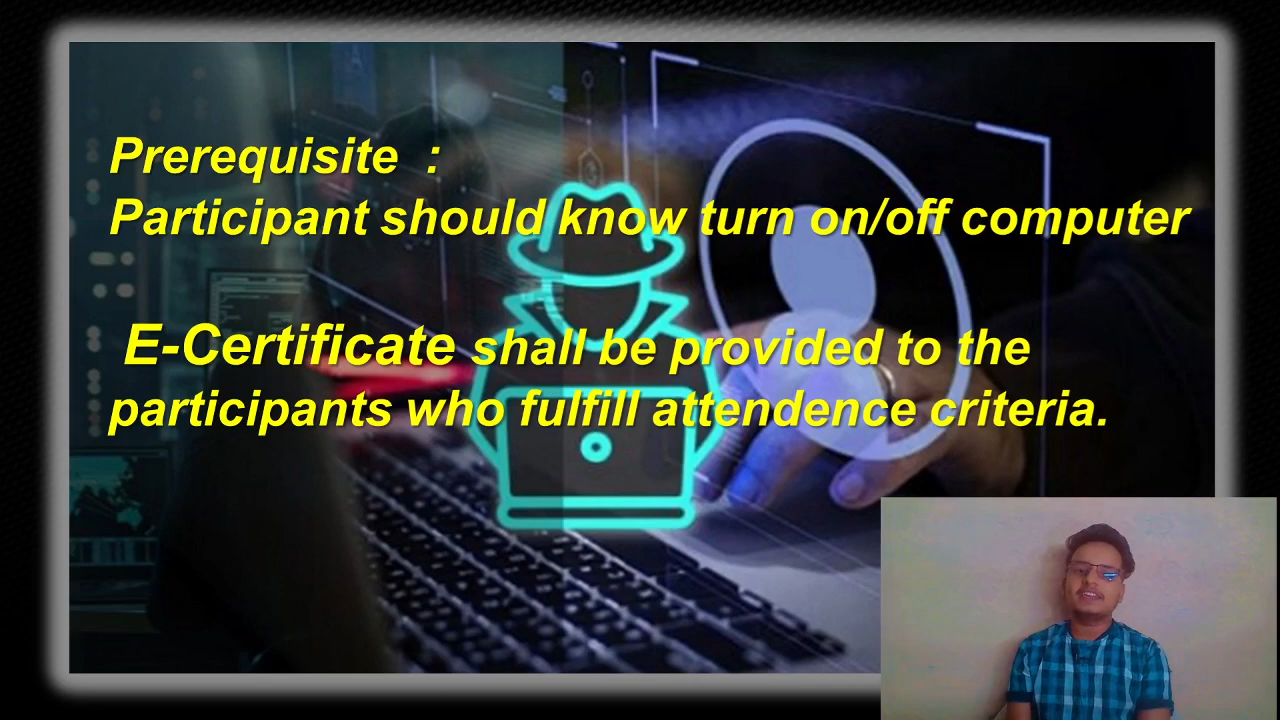 Prerequisite  :
Participant should know turn on/off computer
E-Certificate shall be provided to the
participants who fulfill attendence criteria.